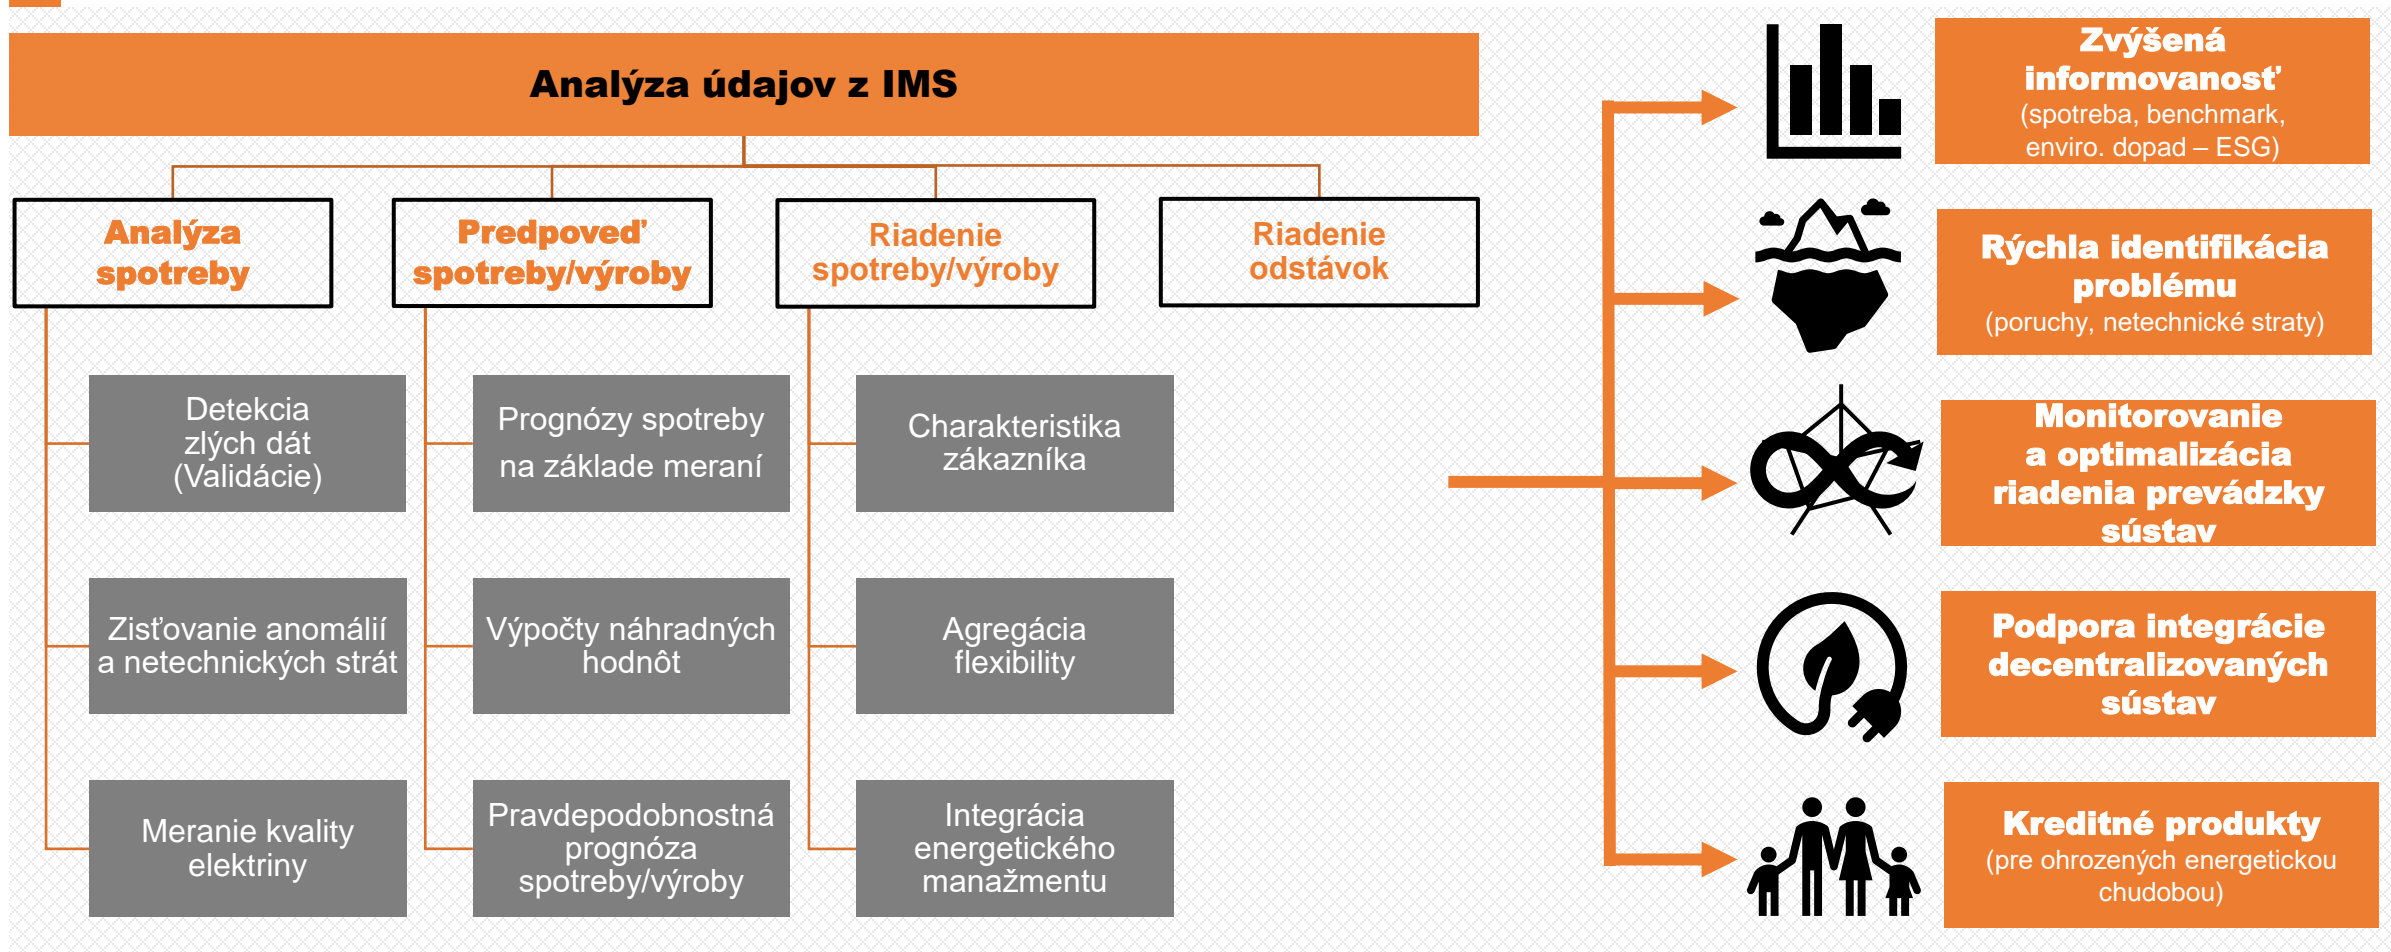 Analýza údajov z IMS
Analýza
spotreby
Predpoveď
spotreby/výroby
Riadenie
spotreby/výroby
Riadenie
odstávok
Detekcia
zlých dát
(Validácie)
Zisťovanie anomálií
a netechnických strát
Meranie kvality
elektriny
Prognózy spotreby
na základe meraní
Výpočty náhradných
hodnôt
Pravdepodobnostná
prognóza
spotreby/výroby
Charakteristika
zákazníka
Agregácia
flexibility
Integrácia
energetického
manažmentu
Zvýšená
informovanosť
(spotreba, benchmark,
enviro. dopad – ESG)
Rýchla identifikácia
problému
(poruchy, netechnické straty)
Monitorovanie
a optimalizácia
riadenia prevádzky
sústav
Podpora integrácie
decentralizovaných
sústav
Kreditné produkty
(pre ohrozených energetickou
chudobou)